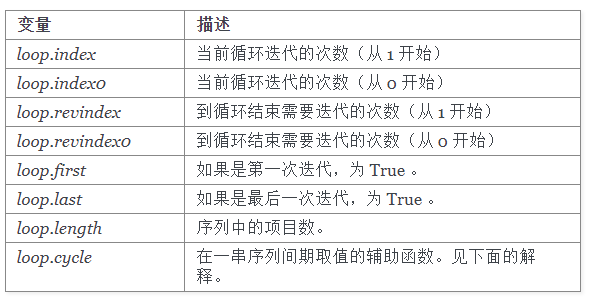 变量 描述
loop.index 当前循环迭代的次数（从 1 开始）
loop.index0 当前循环迭代的次数（从 0 开始）
loop.revindex 到循环结束需要迭代的次数（从 1 开始）
loop.revindex0 到循环结束需要迭代的次数（从 0 开始）
loop.first 如果是第一次迭代，为 True 。
loop.last 如果是最后一次迭代，为 True 。
loop.length 序列中的项目数。
loop.cycle 在一串序列间期取值的辅助函数。见下面的解
释。